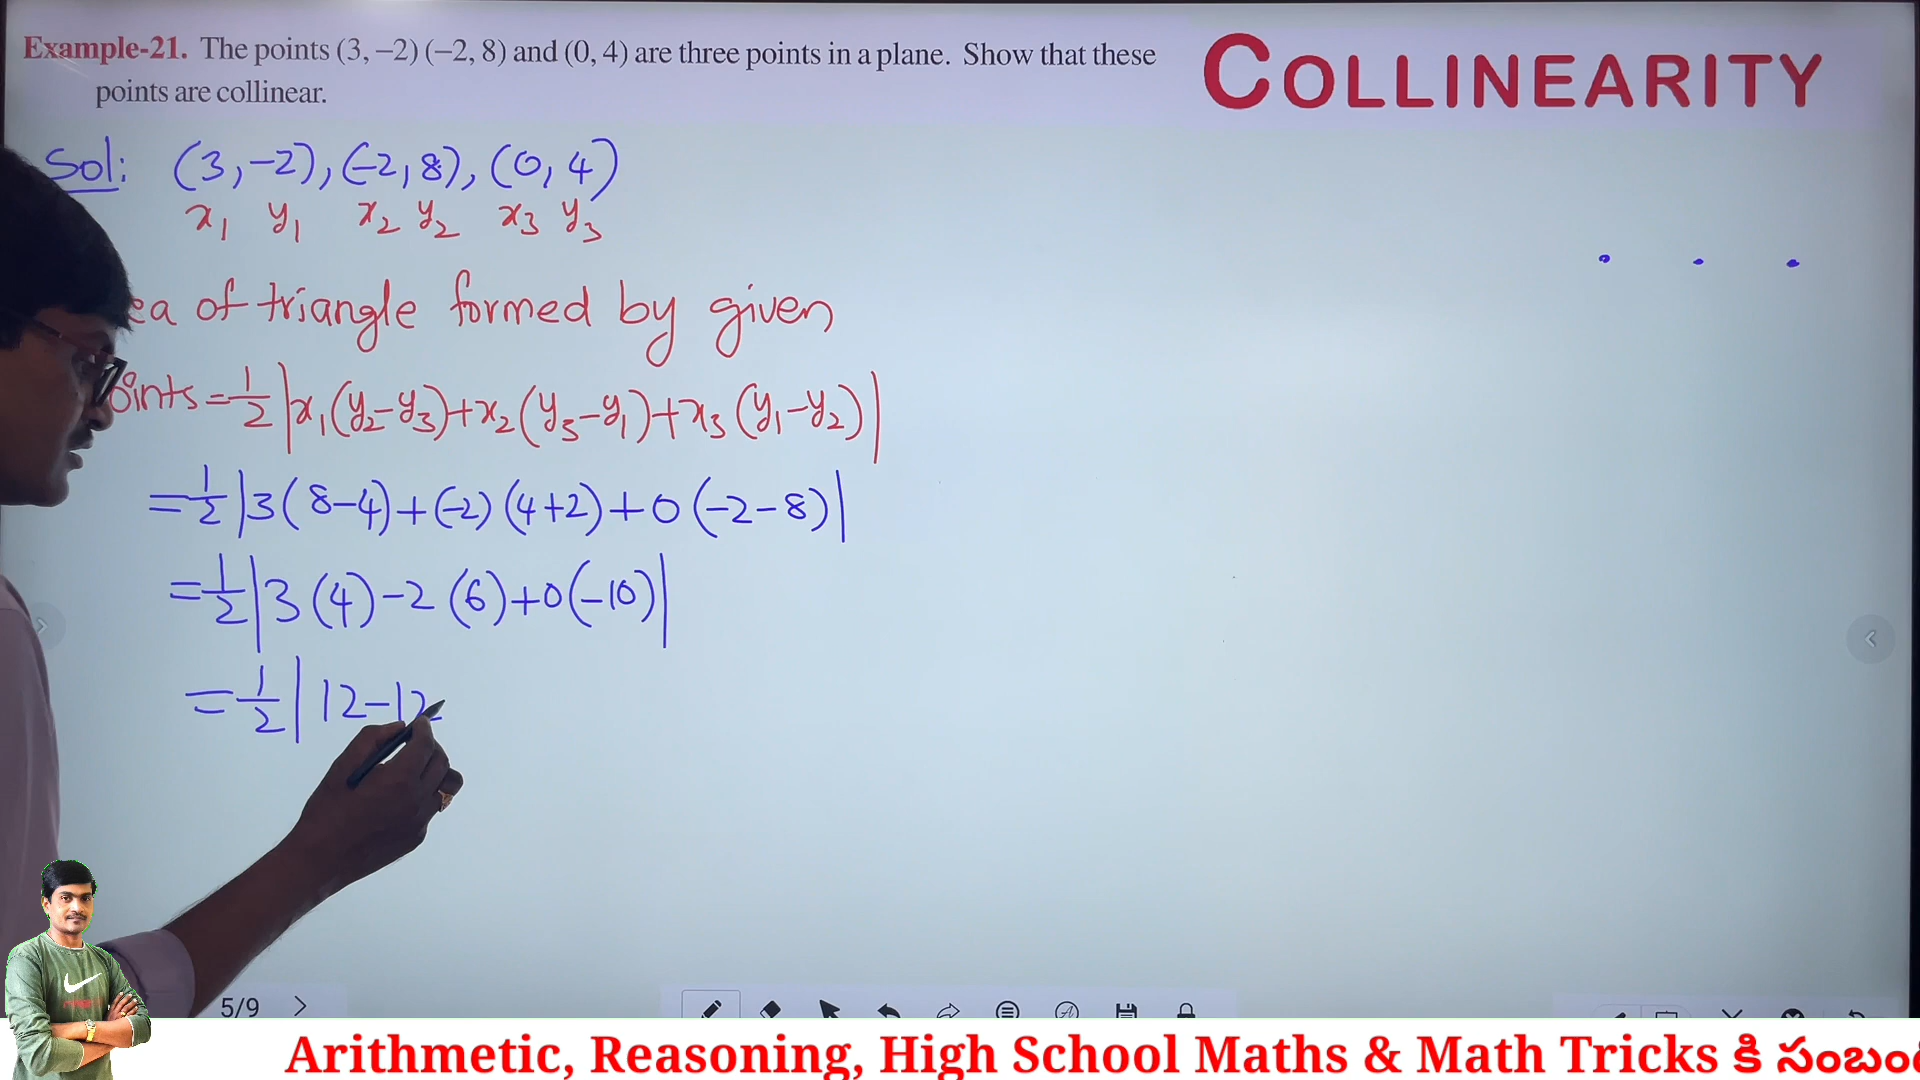 Example-21. The points (3, –2) (–2, 8) and (0, 4) are three points in a plane. Show that these
points are collinear.
COLLINEARITY
Sol: (3, -2), (-2, 8), (0, 4)
x₁ y₁ x₂ y₂ x₃ y₃
ea of triangle formed by given
oints = 1/2 |x₁(y₂-y₃)+x₂(y₃-y₁)+x₃(y₁-y₂)|
= 1/2 |3(8-4)+(-2)(4+2)+0(-2-8)|
= 1/2 |3(4)-2(6)+0(-10)|
= 1/2 | 12-12
5/9
Arithmetic, Reasoning, High School Maths & Math Tricks కి